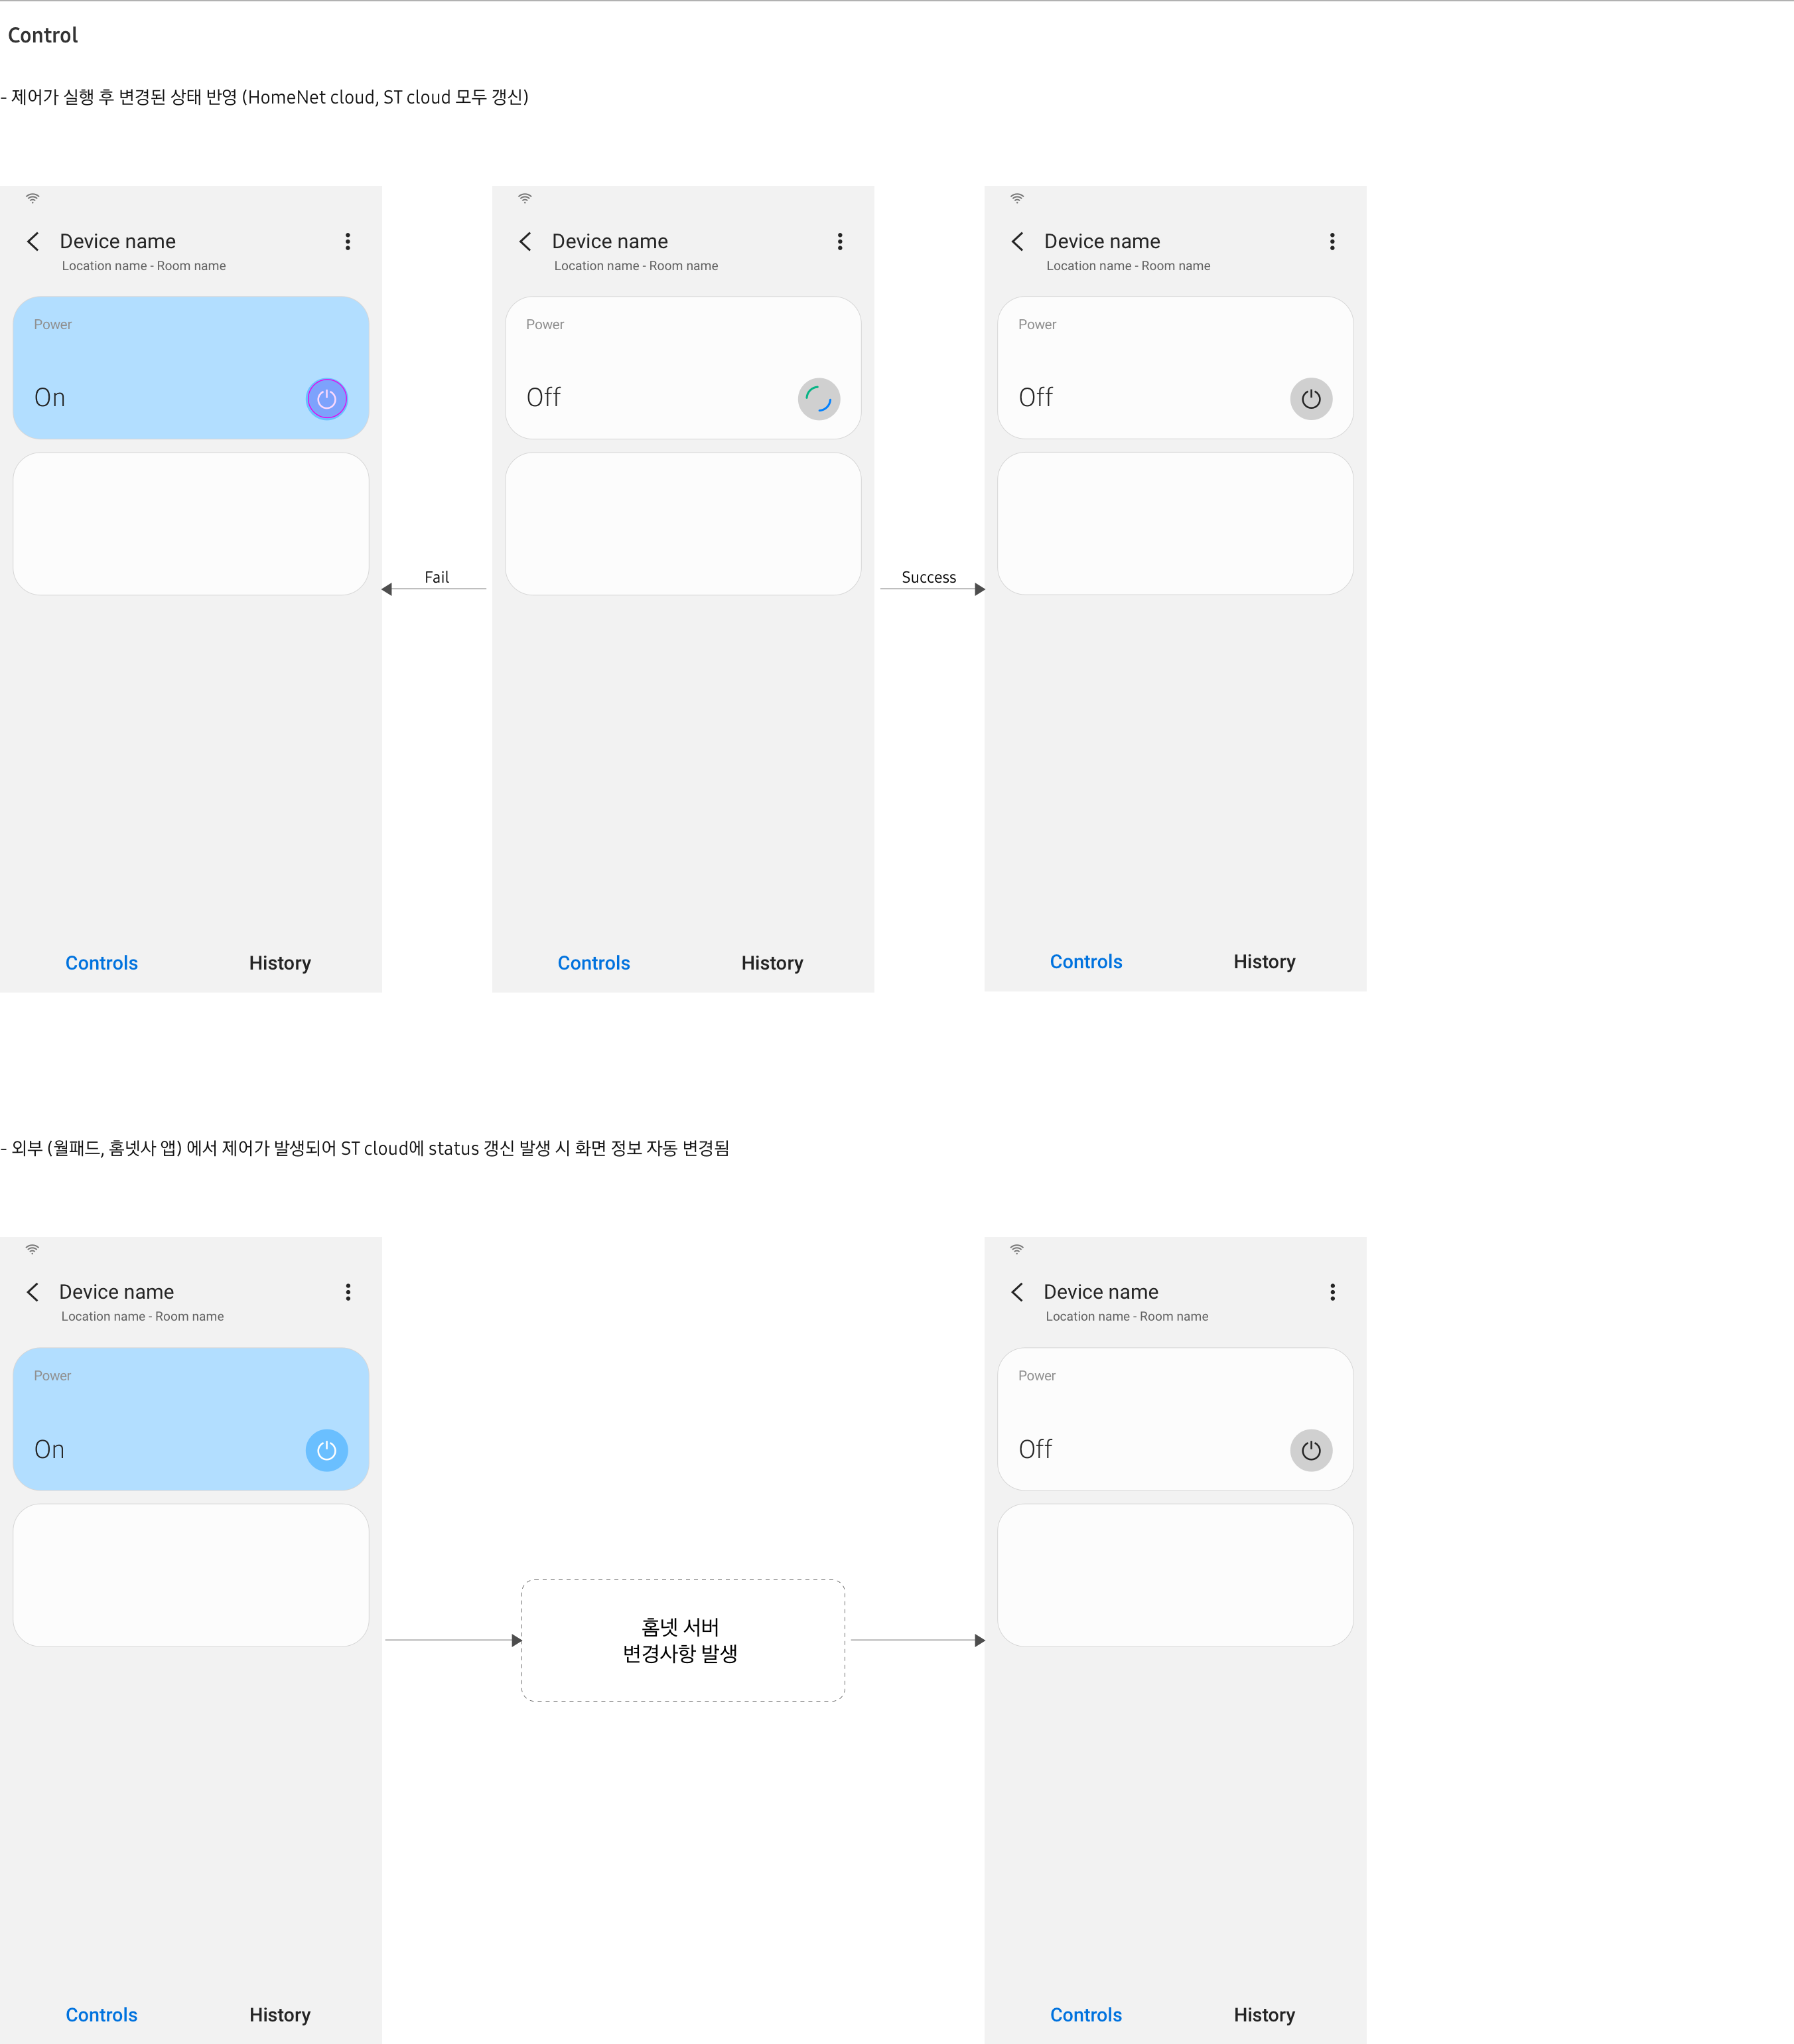 Control
- 제어가 실행 후 변경된 상태 반영 (HomeNet cloud, ST cloud 모두 갱신)
Device name
Location name - Room name
Power
On
Controls
History
Fail
Device name
Location name - Room name
Power
Off
Controls
History
Success
Device name
Location name - Room name
Power
Off
Controls
History
- 외부 (월패드, 홈넷사 앱) 에서 제어가 발생되어 ST cloud에 status 갱신 발생 시 화면 정보 자동 변경됨
Device name
Location name - Room name
Power
On
Controls
History
홈넷 서버
변경사항 발생
Device name
Location name - Room name
Power
Off
Controls
History